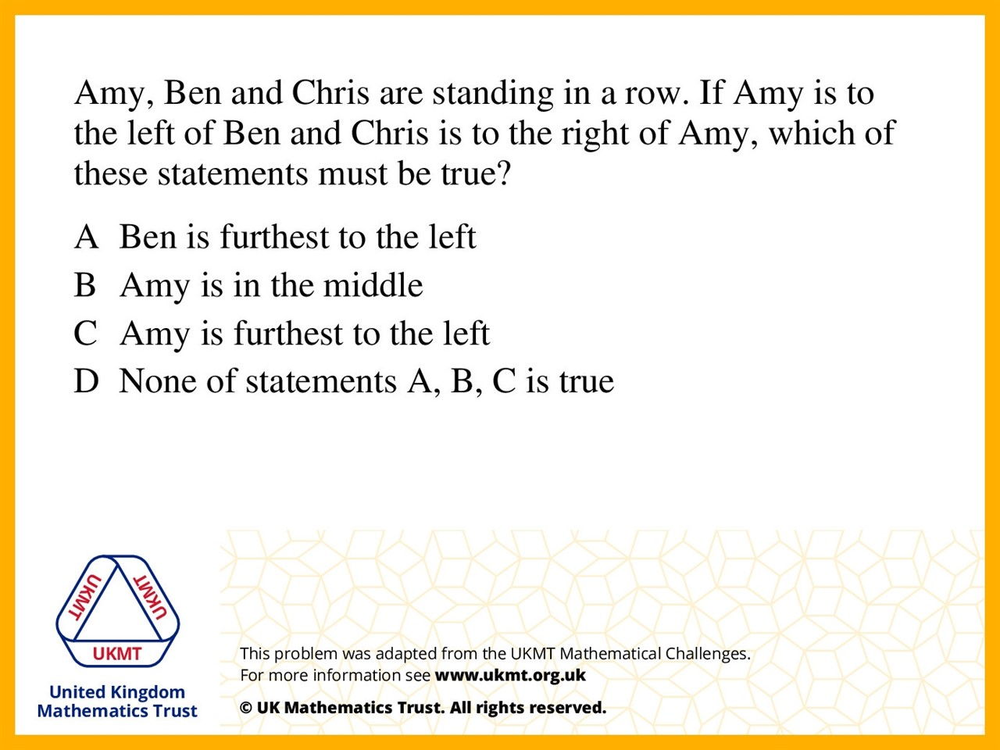 Amy, Ben and Chris are standing in a row. If Amy is to
the left of Ben and Chris is to the right of Amy, which of
these statements must be true?
A Ben is furthest to the left
B Amy is in the middle
C Amy is furthest to the left
D None of statements A, B, C is true
UKMT
UKMT
UKMT
United Kingdom
Mathematics Trust
This problem was adapted from the UKMT Mathematical Challenges.
For more information see www.ukmt.org.uk
© UK Mathematics Trust. All rights reserved.